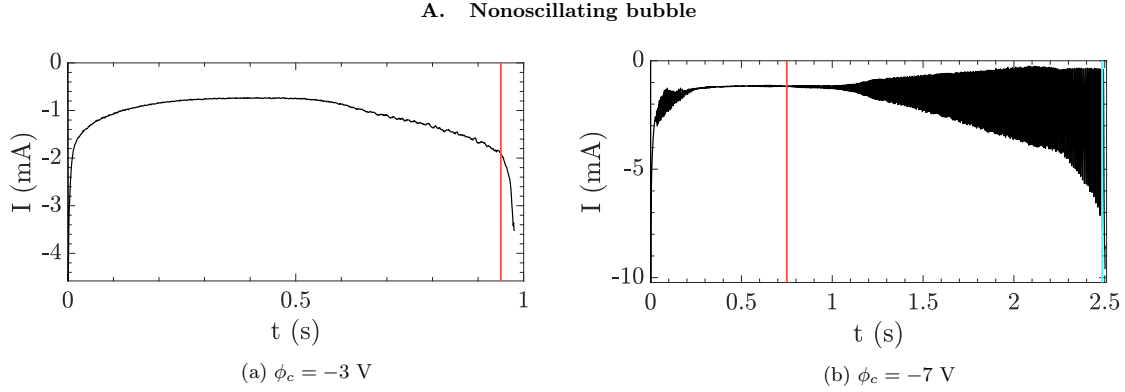 A. Nonoscillating bubble
0
-1
-2
-3
-4
I (mA)
0 0.5 1
t (s)
(a) ϕc = −3 V
0
-5
-10
I (mA)
0 0.5 1 1.5 2 2.5
t (s)
(b) ϕc = −7 V